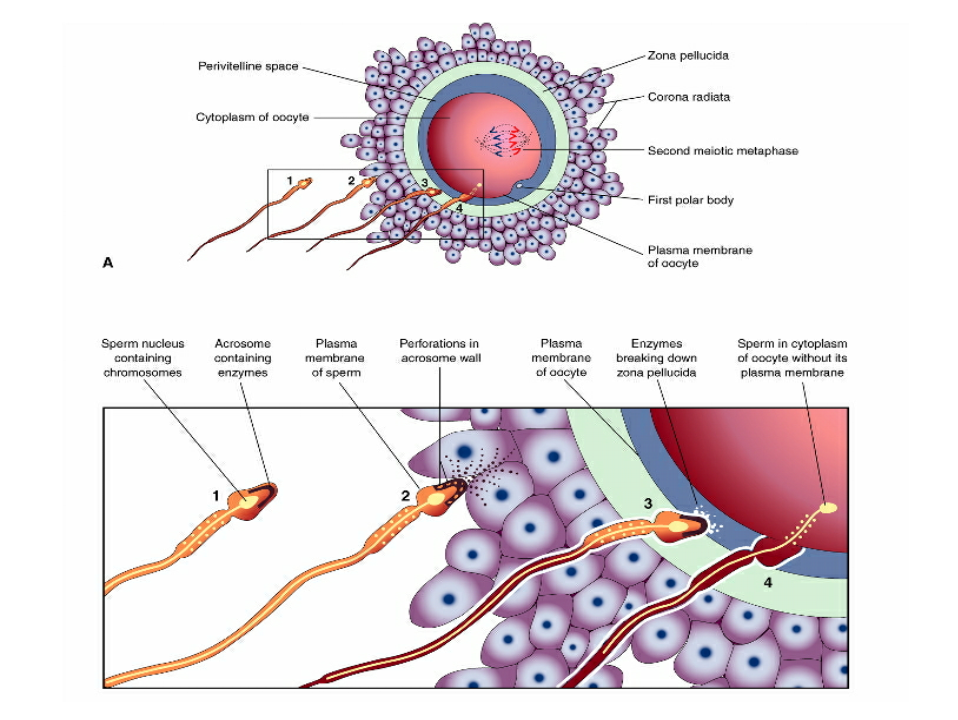 Perivitelline space
Zona pellucida
Corona radiata
Cytoplasm of oocyte
Second meiotic metaphase
1
2
3
4
First polar body
Plasma membrane
of oocyte
A
Sperm nucleus
containing
chromosomes
Acrosome
containing
enzymes
Plasma
membrane
of sperm
Perforations in
acrosome wall
Plasma
membrane
of oocyte
Enzymes
breaking down
zona pellucida
Sperm in cytoplasm
of oocyte without its
plasma membrane
1
2
3
4